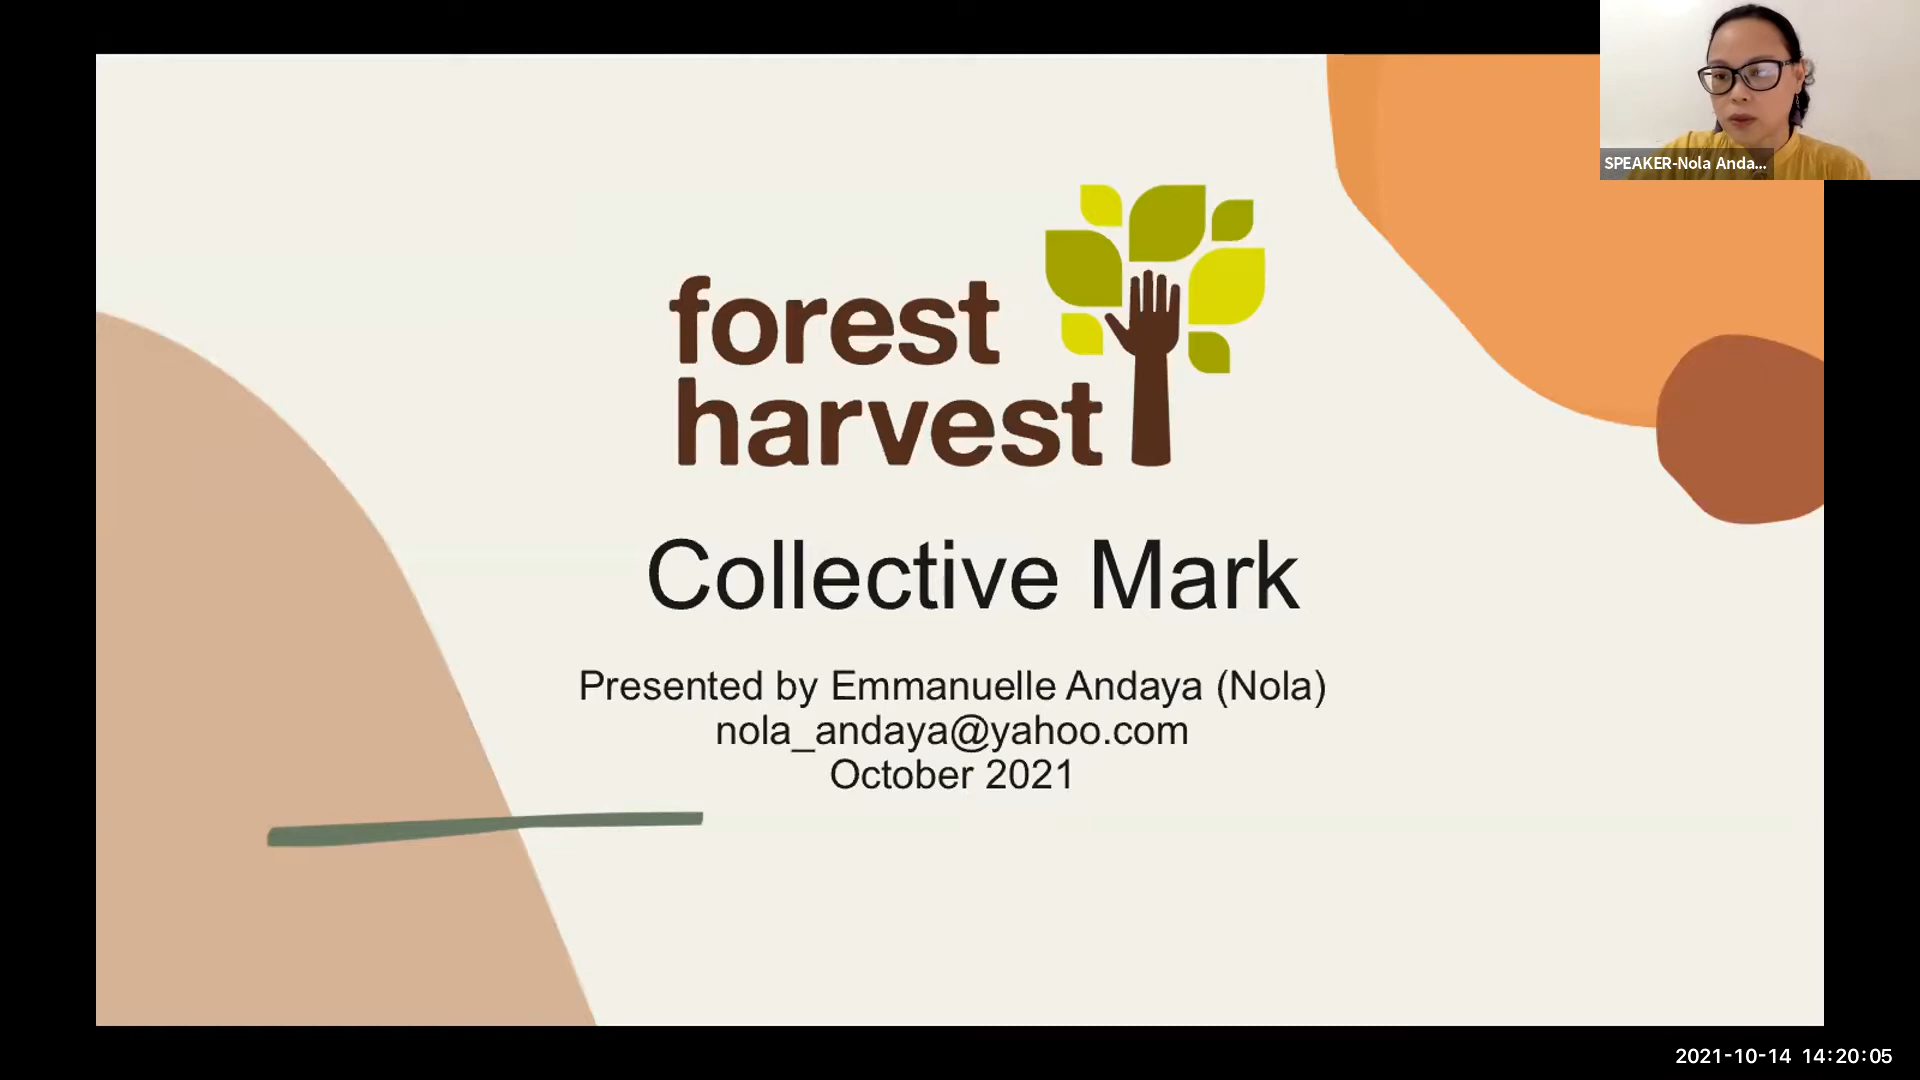 SPEAKER-Nola Anda...
forest
harvest
Collective Mark
Presented by Emmanuelle Andaya (Nola)
nola_andaya@yahoo.com
October 2021
2021-10-14 14:20:05